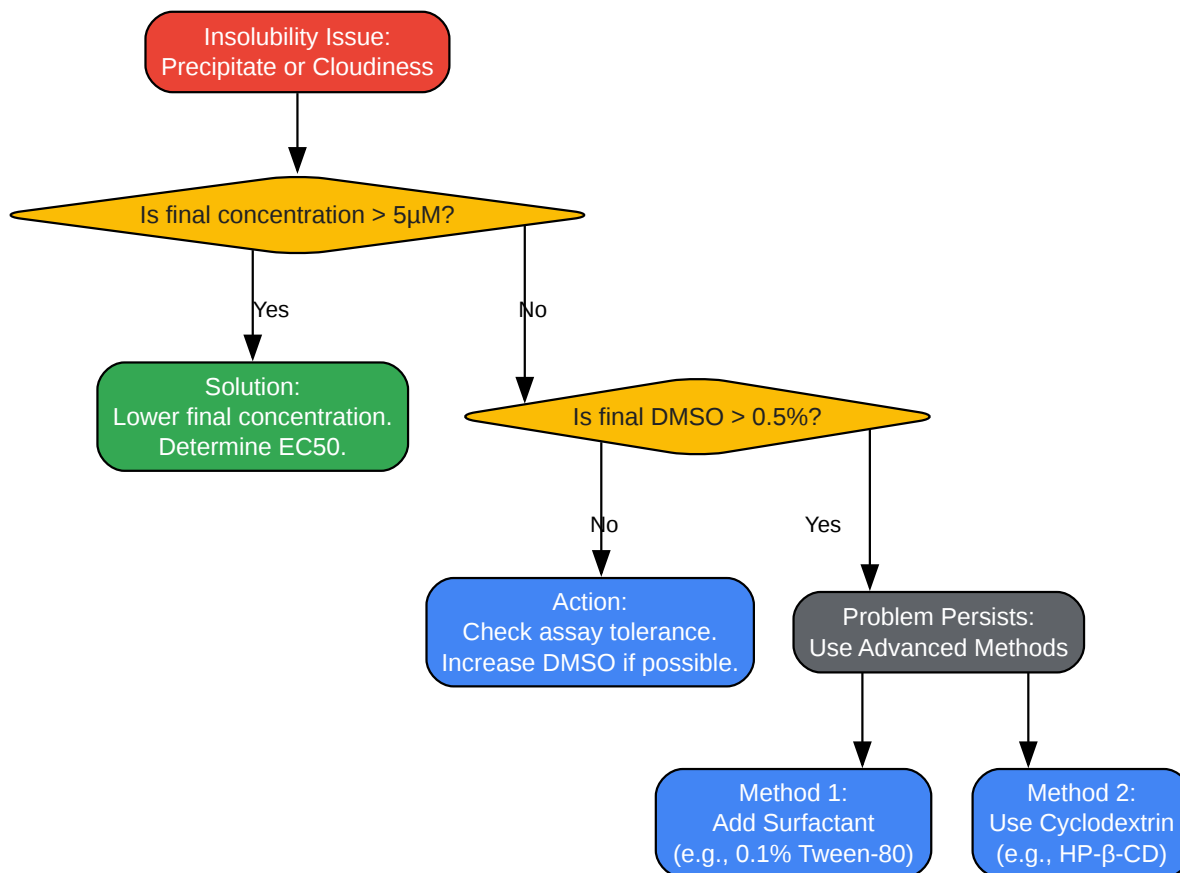 Insolubility Issue:
Precipitate or Cloudiness
Is final concentration > 5µM?
Yes
No
Solution:
Lower final concentration.
Determine EC50.
Is final DMSO > 0.5%?
No
Yes
Action:
Check assay tolerance.
Increase DMSO if possible.
Problem Persists:
Use Advanced Methods
Method 1:
Add Surfactant
(e.g., 0.1% Tween-80)
Method 2:
Use Cyclodextrin
(e.g., HP-β-CD)